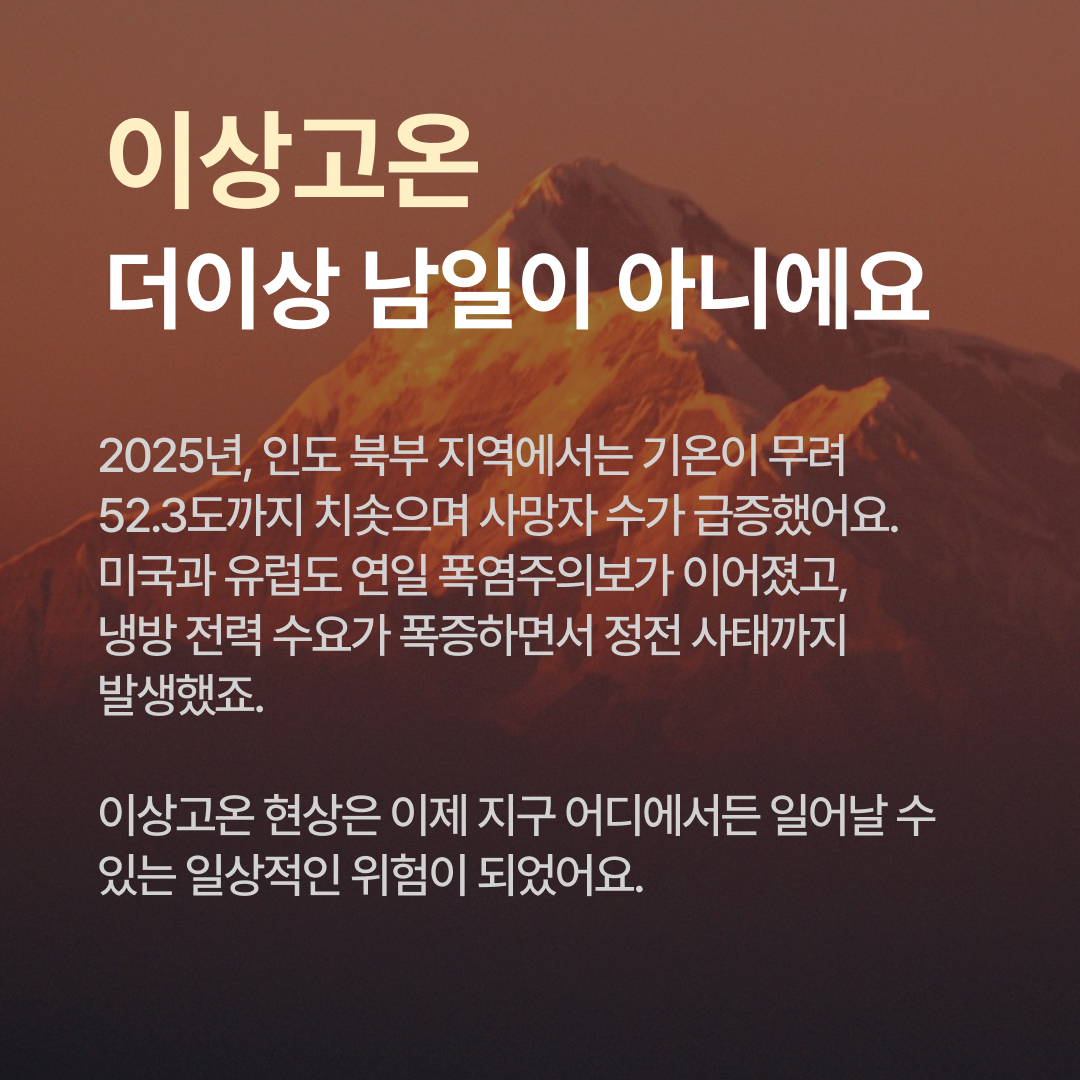 이상고온
더이상 남일이 아니에요
2025년, 인도 북부 지역에서는 기온이 무려
52.3도까지 치솟으며 사망자 수가 급증했어요.
미국과 유럽도 연일 폭염주의보가 이어졌고,
냉방 전력 수요가 폭증하면서 정전 사태까지
발생했죠.
이상고온 현상은 이제 지구 어디에서든 일어날 수
있는 일상적인 위험이 되었어요.